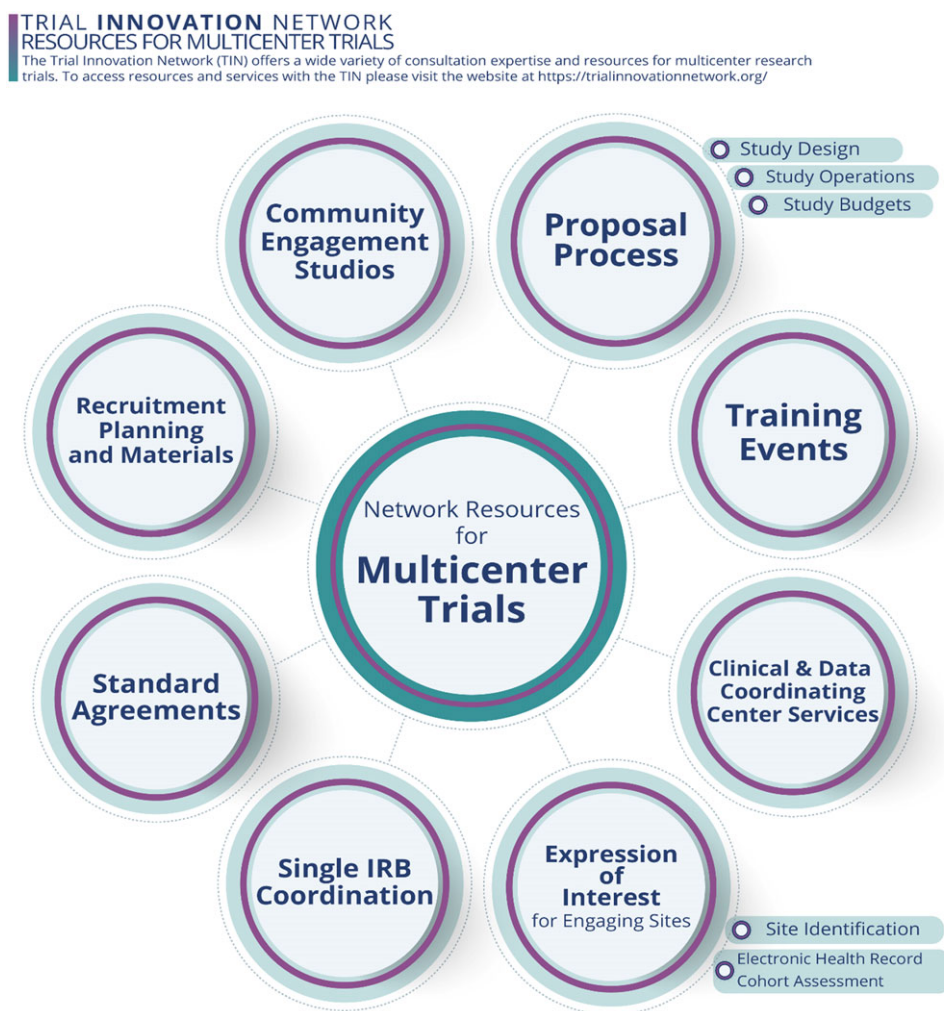 TRIAL INNOVATION NETWORK
RESOURCES FOR MULTICENTER TRIALS
The Trial Innovation Network (TIN) offers a wide variety of consultation expertise and resources for multicenter research
trials. To access resources and services with the TIN please visit the website at https://trialinnovationnetwork.org/
Community
Engagement
Studios
Proposal
Process
Study Design
Study Operations
Study Budgets
Recruitment
Planning
and Materials
Training
Events
Network Resources
for
Multicenter
Trials
Standard
Agreements
Clinical & Data
Coordinating
Center Services
Single IRB
Coordination
Expression
of
Interest
for Engaging Sites
Site Identification
Electronic Health Record
Cohort Assessment